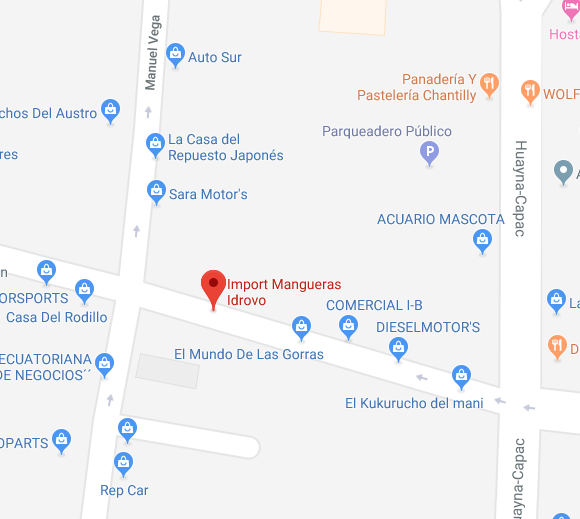 Manuel Vega
Host
Auto Sur
Panadería Y
Pastelería Chantilly
WOLF
chos Del Austro
Parqueadero Público
La Casa del
Repuesto Japonés
res
Huayna-Capac
A
Sara Motor's
ACUARIO MASCOTA
n
Import Mangueras
Idrovo
ORSPORTS
Casa Del Rodillo
COMERCIAL I-B
La
DIESELMOTOR'S
El Mundo De Las Gorras
D
ECUATORIANA
DE NEGOCIOS´´
El Kukurucho del mani
OPARTS
Rep Car
uayna-Capac